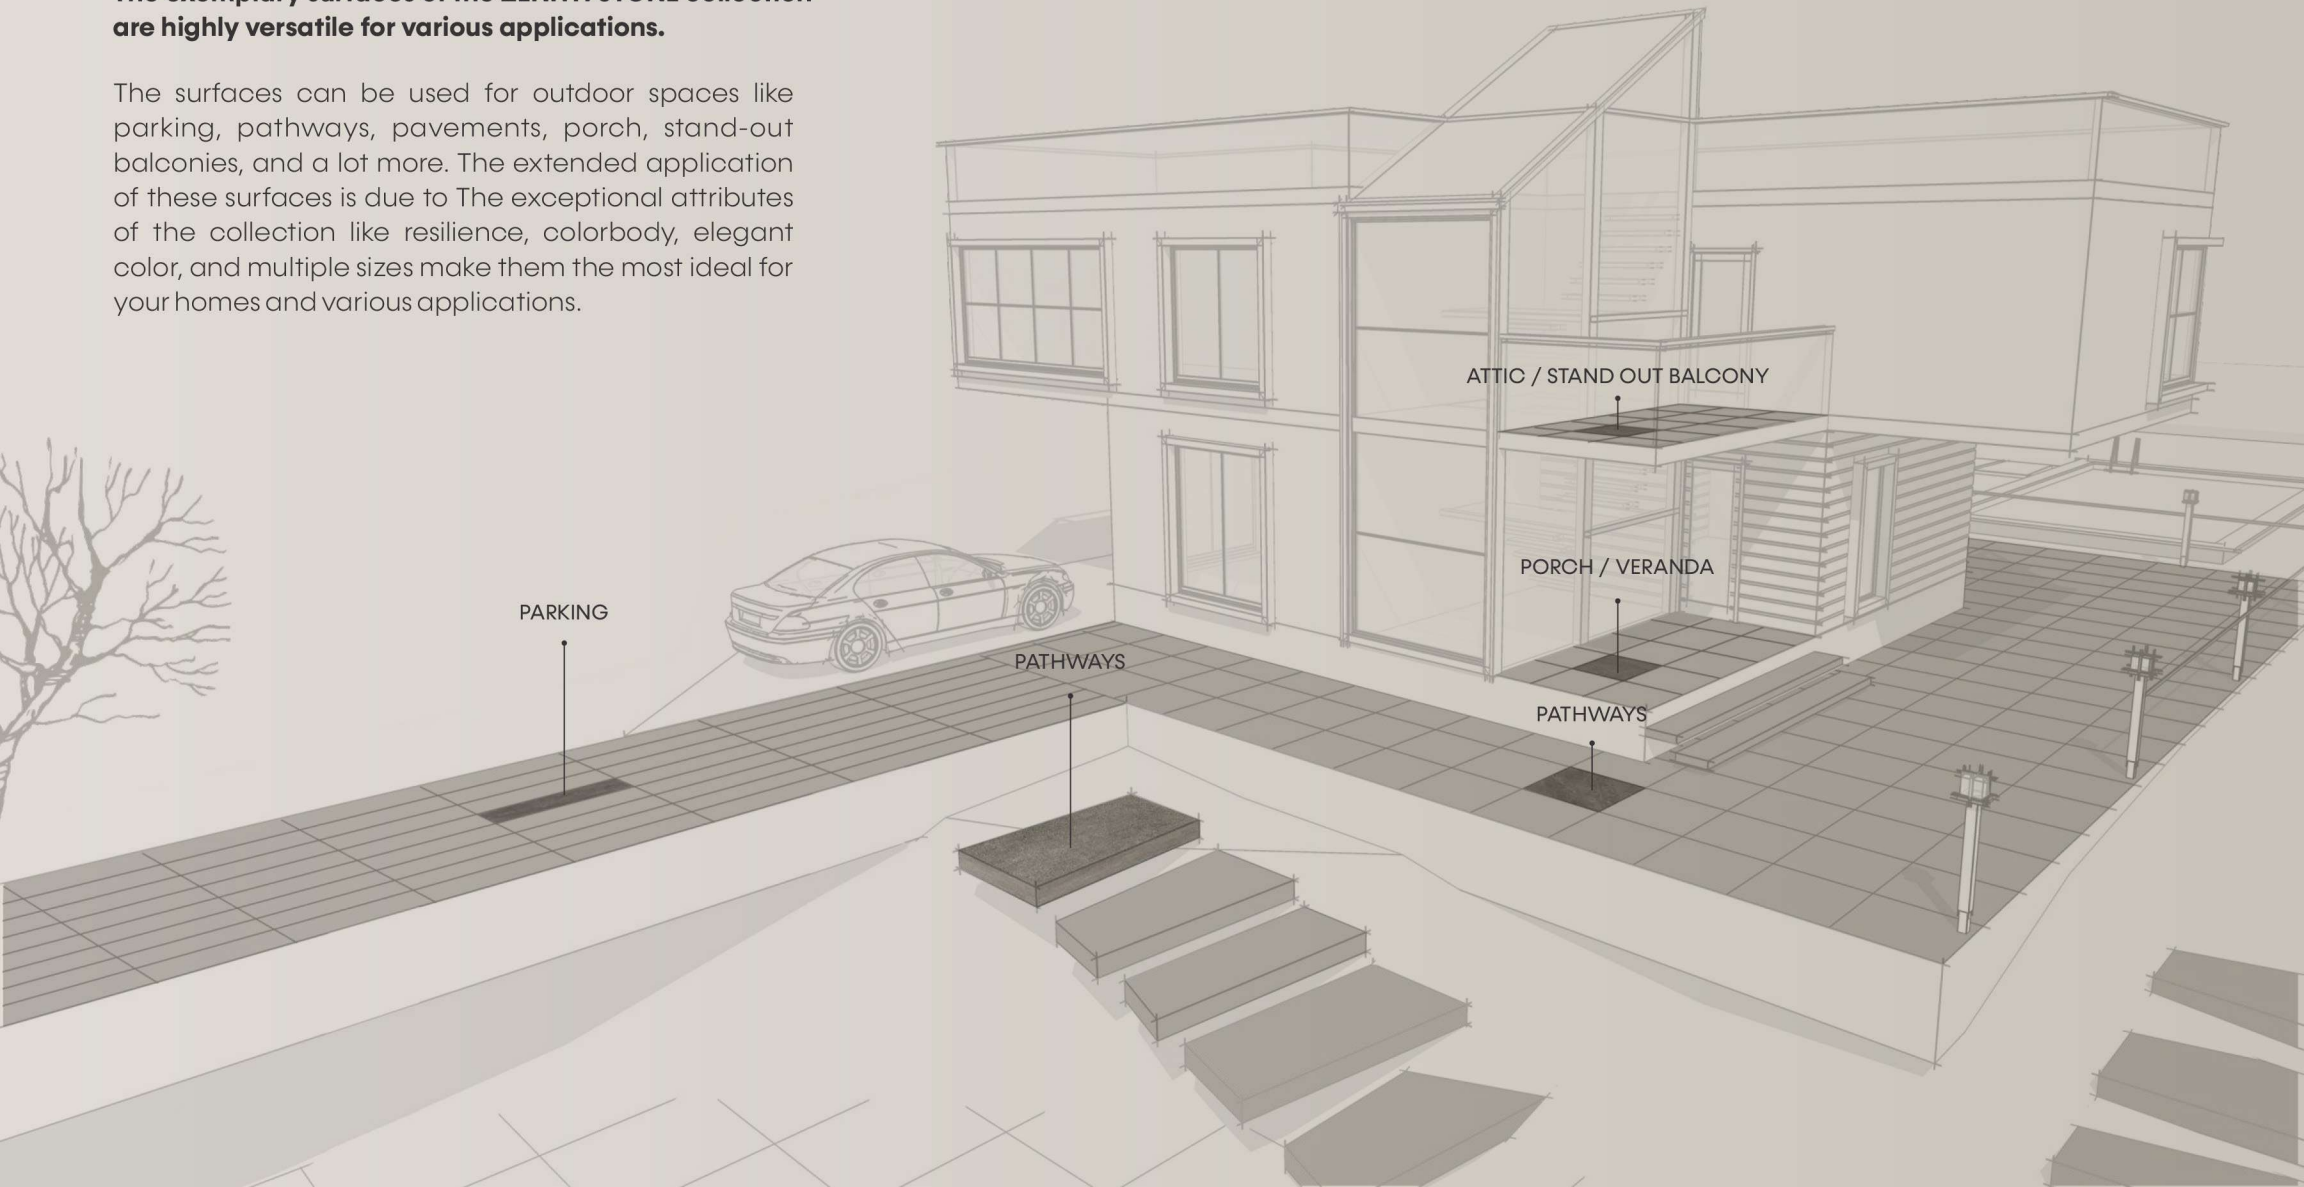 are highly versatile for various applications.
The surfaces can be used for outdoor spaces like
parking, pathways, pavements, porch, stand-out
balconies, and a lot more. The extended application
of these surfaces is due to The exceptional attributes
of the collection like resilience, colorbody, elegant
color, and multiple sizes make them the most ideal for
your homes and various applications.
ATTIC / STAND OUT BALCONY
PORCH / VERANDA
PARKING
PATHWAYS
PATHWAYS